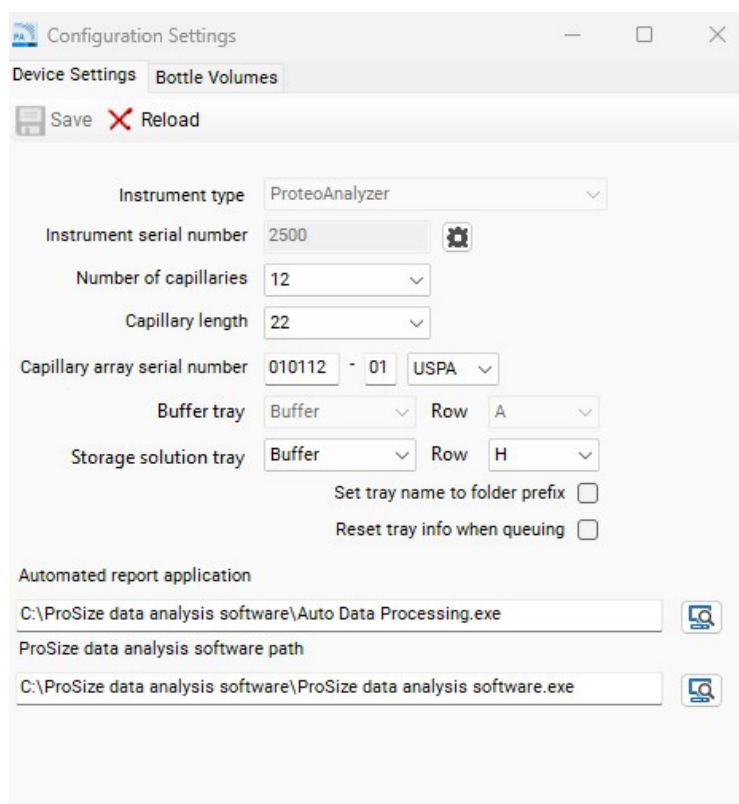 PA Configuration Settings
Device Settings Bottle Volumes
Save Reload
Instrument type ProteoAnalyzer
Instrument serial number 2500
Number of capillaries 12
Capillary length 22
Capillary array serial number 010112 - 01 USPA
Buffer tray Buffer Row A
Storage solution tray Buffer Row H
Set tray name to folder prefix
Reset tray info when queuing
Automated report application
C:\ProSize data analysis software\Auto Data Processing.exe
ProSize data analysis software path
C:\ProSize data analysis software\ProSize data analysis software.exe